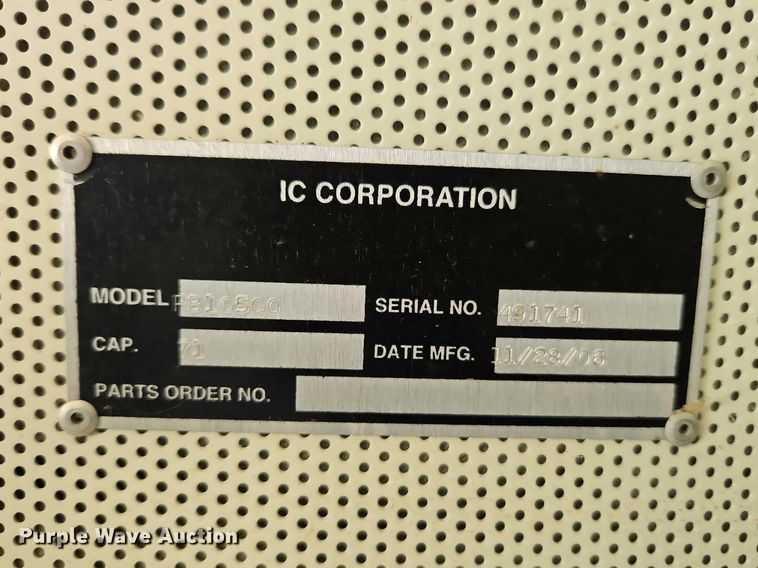 IC CORPORATION
MODEL PB10500 SERIAL NO. 491741
CAP. 71 DATE MFG. 11/28/06
PARTS ORDER NO.
Purple Wave Auction